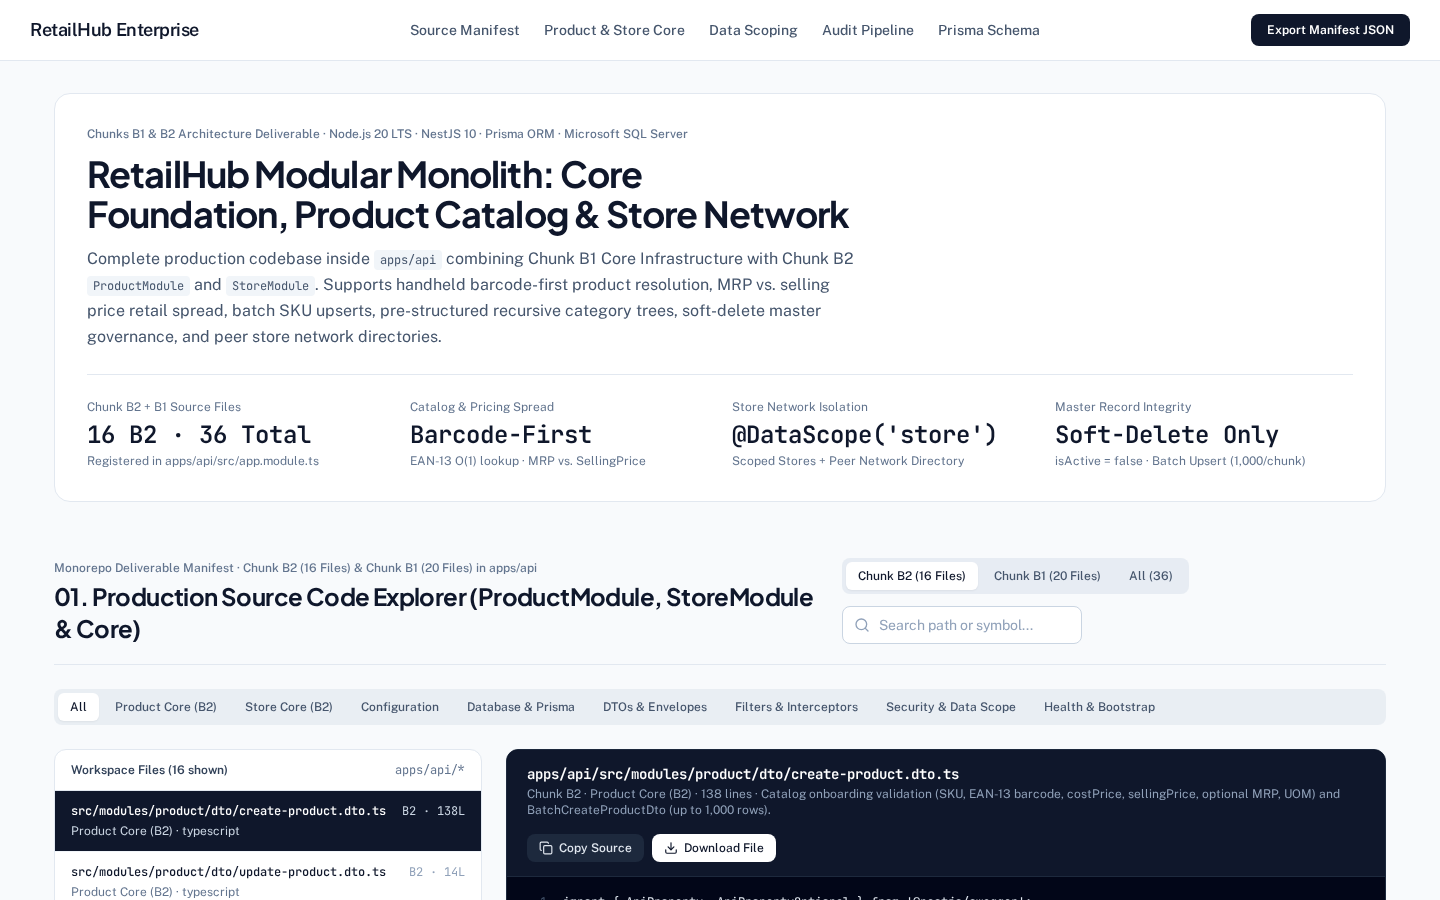 RetailHub Enterprise
Source Manifest
Product & Store Core
Data Scoping
Audit Pipeline
Prisma Schema
Export Manifest JSON
Chunks B1 & B2 Architecture Deliverable · Node.js 20 LTS · NestJS 10 · Prisma ORM · Microsoft SQL Server
RetailHub Modular Monolith: Core
Foundation, Product Catalog & Store Network
Complete production codebase inside apps/api combining Chunk B1 Core Infrastructure with Chunk B2
ProductModule and StoreModule. Supports handheld barcode-first product resolution, MRP vs. selling
price retail spread, batch SKU upserts, pre-structured recursive category trees, soft-delete master
governance, and peer store network directories.
Chunk B2 + B1 Source Files
16 B2 · 36 Total
Registered in apps/api/src/app.module.ts
Catalog & Pricing Spread
Barcode-First
EAN-13 O(1) lookup · MRP vs. SellingPrice
Store Network Isolation
@DataScope('store')
Scoped Stores + Peer Network Directory
Master Record Integrity
Soft-Delete Only
isActive = false · Batch Upsert (1,000/chunk)
Monorepo Deliverable Manifest · Chunk B2 (16 Files) & Chunk B1 (20 Files) in apps/api
01. Production Source Code Explorer (ProductModule, StoreModule
& Core)
Chunk B2 (16 Files)
Chunk B1 (20 Files)
All (36)
Search path or symbol...
All
Product Core (B2)
Store Core (B2)
Configuration
Database & Prisma
DTOs & Envelopes
Filters & Interceptors
Security & Data Scope
Health & Bootstrap
Workspace Files (16 shown)
apps/api/*
src/modules/product/dto/create-product.dto.ts
B2 · 138L
Product Core (B2) · typescript
src/modules/product/dto/update-product.dto.ts
B2 · 14L
Product Core (B2) · typescript
apps/api/src/modules/product/dto/create-product.dto.ts
Chunk B2 · Product Core (B2) · 138 lines · Catalog onboarding validation (SKU, EAN-13 barcode, costPrice, sellingPrice, optional MRP, UOM) and
BatchCreateProductDto (up to 1,000 rows).
Copy Source
Download File